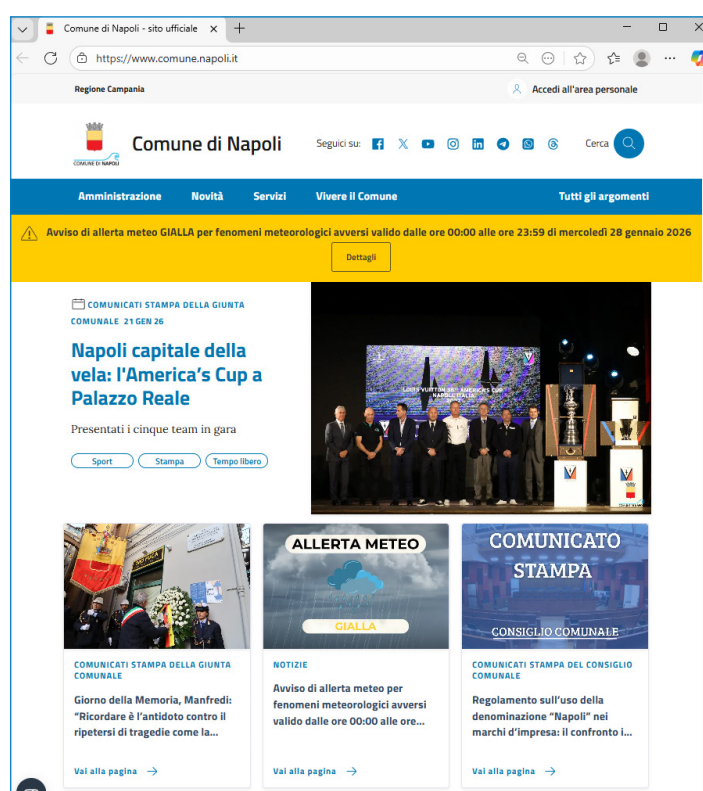 Comune di Napoli - sito ufficiale
https://www.comune.napoli.it
Regione Campania
Accedi all'area personale
COMUNE DI NAPOLI
Comune di Napoli
Seguici su:
Cerca
Amministrazione Novità Servizi Vivere il Comune Tutti gli argomenti
Avviso di allerta meteo GIALLA per fenomeni meteorologici avversi valido dalle ore 00:00 alle ore 23:59 di mercoledì 28 gennaio 2026
Dettagli
COMUNICATI STAMPA DELLA GIUNTA
COMUNALE 21 GEN 26
Napoli capitale della
vela: l'America’s Cup a
Palazzo Reale
Presentati i cinque team in gara
Sport Stampa Tempo libero
LOUIS VUITTON 38TH AMERICA'S CUP
NAPOLI ITALIA
COMUNICATI STAMPA DELLA GIUNTA
COMUNALE
Giorno della Memoria, Manfredi:
“Ricordare è l’antidoto contro il
ripetersi di tragedie come la...
Vai alla pagina
ALLERTA METEO
GIALLA
NOTIZIE
Avviso di allerta meteo per
fenomeni meteorologici avversi
valido dalle ore 00:00 alle ore...
Vai alla pagina
COMUNICATO
STAMPA
CONSIGLIO COMUNALE
COMUNICATI STAMPA DEL CONSIGLIO
COMUNALE
Regolamento sull’uso della
denominazione “Napoli” nei
marchi d’impresa: il confronto i...
Vai alla pagina